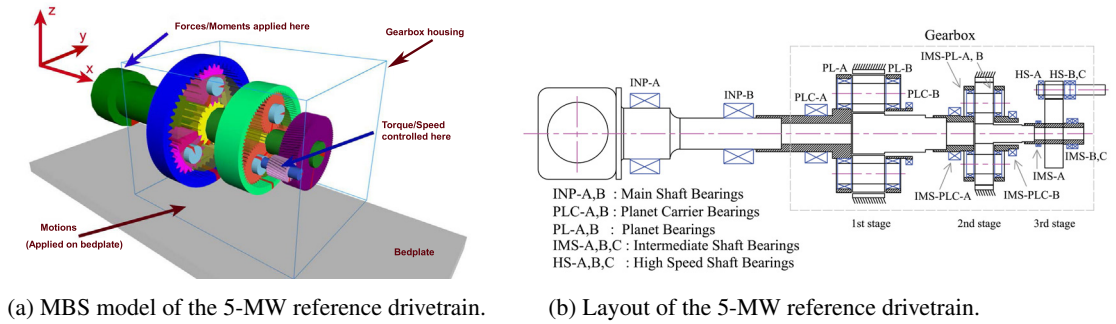 z
y
x
Forces/Moments applied here
Gearbox housing
Torque/Speed
controlled here
Motions
(Applied on bedplate)
Bedplate
(a) MBS model of the 5-MW reference drivetrain.
Gearbox
IMS-PL-A, B
PL-A
PL-B
HS-A
HS-B,C
INP-A
INP-B
PLC-A
PLC-B
IMS-B,C
IMS-A
IMS-PLC-A
IMS-PLC-B
1st stage
2nd stage
3rd stage
INP-A,B : Main Shaft Bearings
PLC-A,B : Planet Carrier Bearings
PL-A,B : Planet Bearings
IMS-A,B,C : Intermediate Shaft Bearings
HS-A,B,C : High Speed Shaft Bearings
(b) Layout of the 5-MW reference drivetrain.